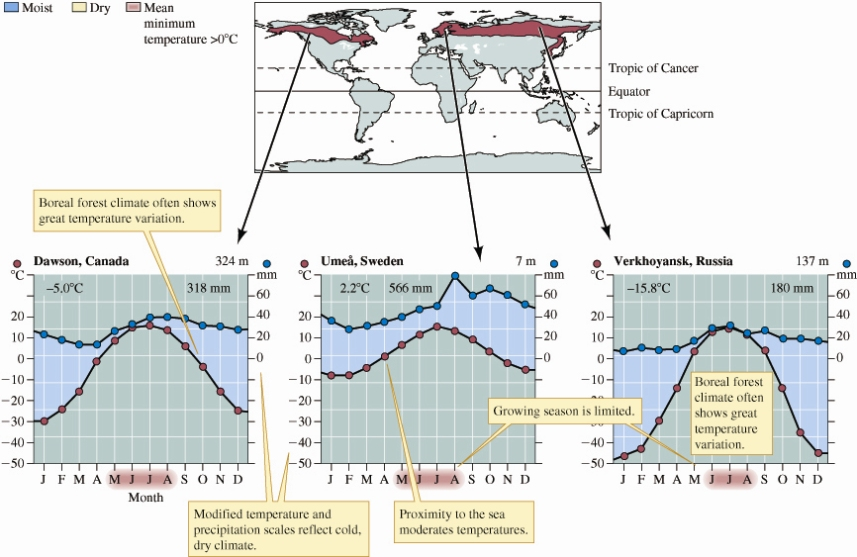 Moist
Dry
Mean
minimum
temperature >0°C
Tropic of Cancer
Equator
Tropic of Capricorn
Boreal forest climate often shows
great temperature variation.
Dawson, Canada 324 m
°C mm
−5.0°C 318 mm
60
20 40
10 20
0 0
−10
−20
−30
−40
−50
J F M A M J J A S O N D
Month
Umeå, Sweden 7 m
°C mm
2.2°C 566 mm
60
20 40
10 20
0 0
−10
−20
−30
−40
−50
J F M A M J J A S O N D
Verkhoyansk, Russia 137 m
°C mm
−15.8°C 180 mm
60
20 40
10 20
0 0
−10
−20
−30
−40
−50
J F M A M J J A S O N D
Growing season is limited.
Boreal forest
climate often
shows great
temperature
variation.
Modified temperature and
precipitation scales reflect cold,
dry climate.
Proximity to the sea
moderates temperatures.